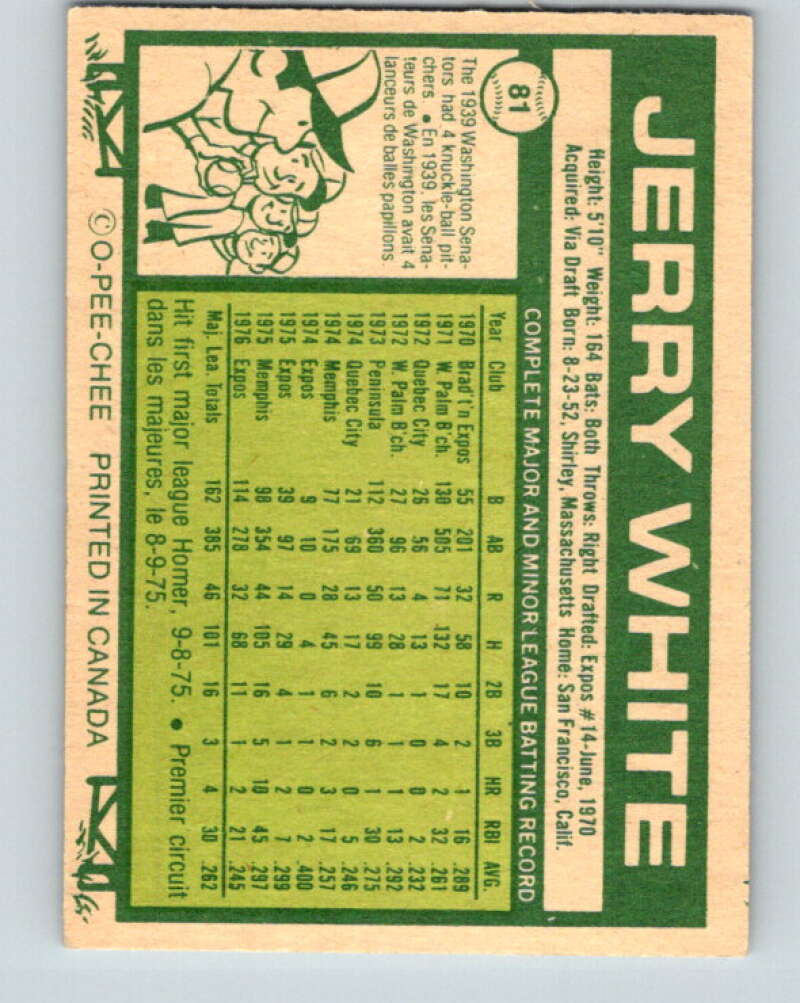 81
JERRY WHITE
Height: 5'10" Weight: 164 Bats: Both Throws: Right Drafted: Expos #14-June, 1970
Acquired: Via Draft Born: 8-23-52, Shirley, Massachusetts Home: San Francisco, Calif.
The 1939 Washington Sena-
tors had 4 knuckle-ball pit-
chers. • En 1939, les Sena-
teurs de Washington avait 4
lanceurs de balles papillons.
COMPLETE MAJOR AND MINOR LEAGUE BATTING RECORD
Year Club B AB R H 2B 3B HR RBI AVG.
1970 Brad't'n Expos 55 201 32 58 10 2 1 16 .289
1971 W. Palm B'ch. 130 505 71 132 17 4 2 32 .261
1972 Quebec City 26 56 4 13 1 0 0 2 .232
1972 W. Palm B'ch. 27 96 13 28 1 1 1 13 .292
1973 Peninsula 112 360 50 99 10 6 1 30 .275
1974 Quebec City 21 69 13 17 2 2 0 5 .246
1974 Memphis 77 175 28 45 6 2 3 17 .257
1974 Expos 9 10 0 4 1 1 0 2 .400
1975 Expos 39 97 14 29 4 1 2 7 .299
1975 Memphis 98 354 44 105 16 5 10 45 .297
1976 Expos 114 278 32 68 11 1 2 21 .245
Maj. Lea. Totals 162 385 46 101 16 3 4 30 .262
Hit first major league Homer, 9-8-75. • Premier circuit
dans les majeures, le 8-9-75.
© O-PEE-CHEE PRINTED IN CANADA